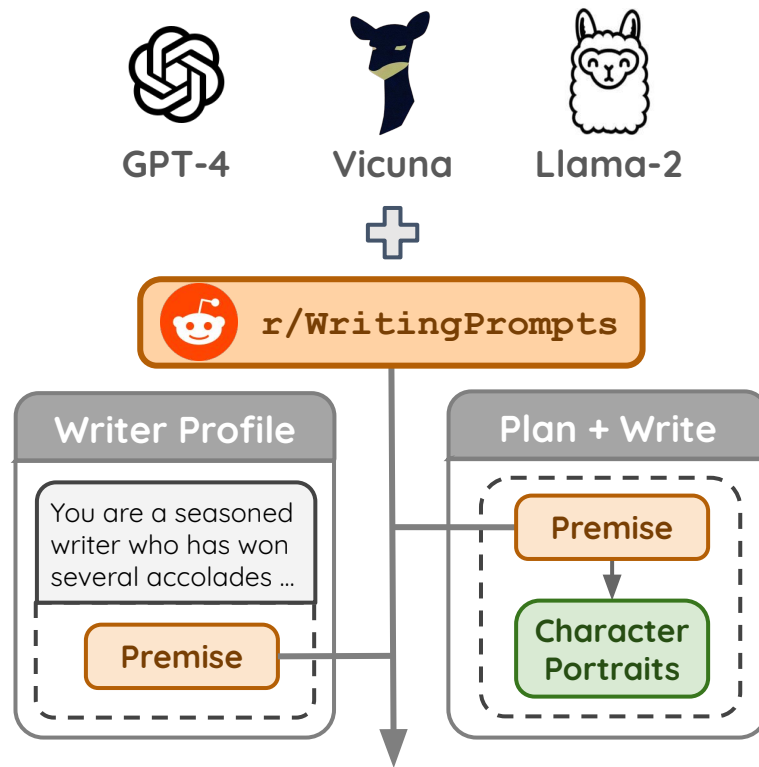 GPT-4
Vicuna
Llama-2
r/WritingPrompts
Writer Profile
You are a seasoned
writer who has won
several accolades ...
Premise
Plan + Write
Premise
Character
Portraits